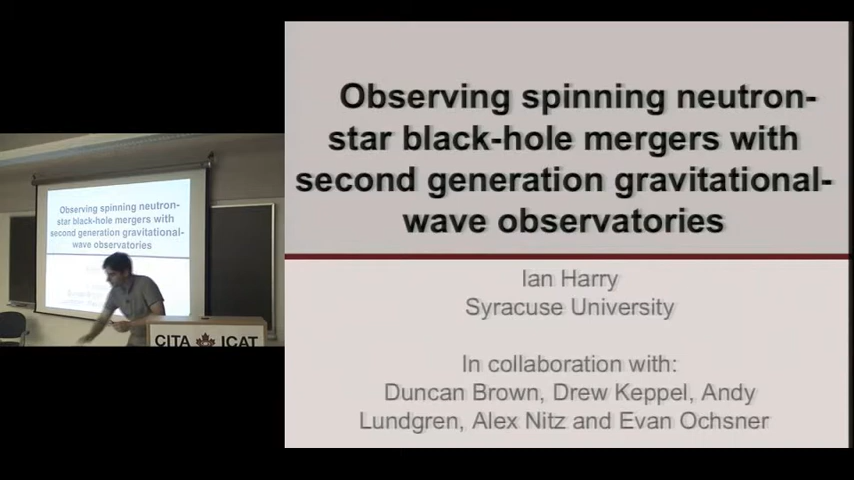 Observing spinning neutron-
star black-hole mergers with
second generation gravitational-
wave observatories
Ian Harry
Syracuse University
In collaboration with:
Duncan Brown, Drew Keppel, Andy
Lundgren, Alex Nitz and Evan Ochsner
Observing spinning neutron-
star black-hole mergers with
second generation gravitational-
wave observatories
CITA ICAT